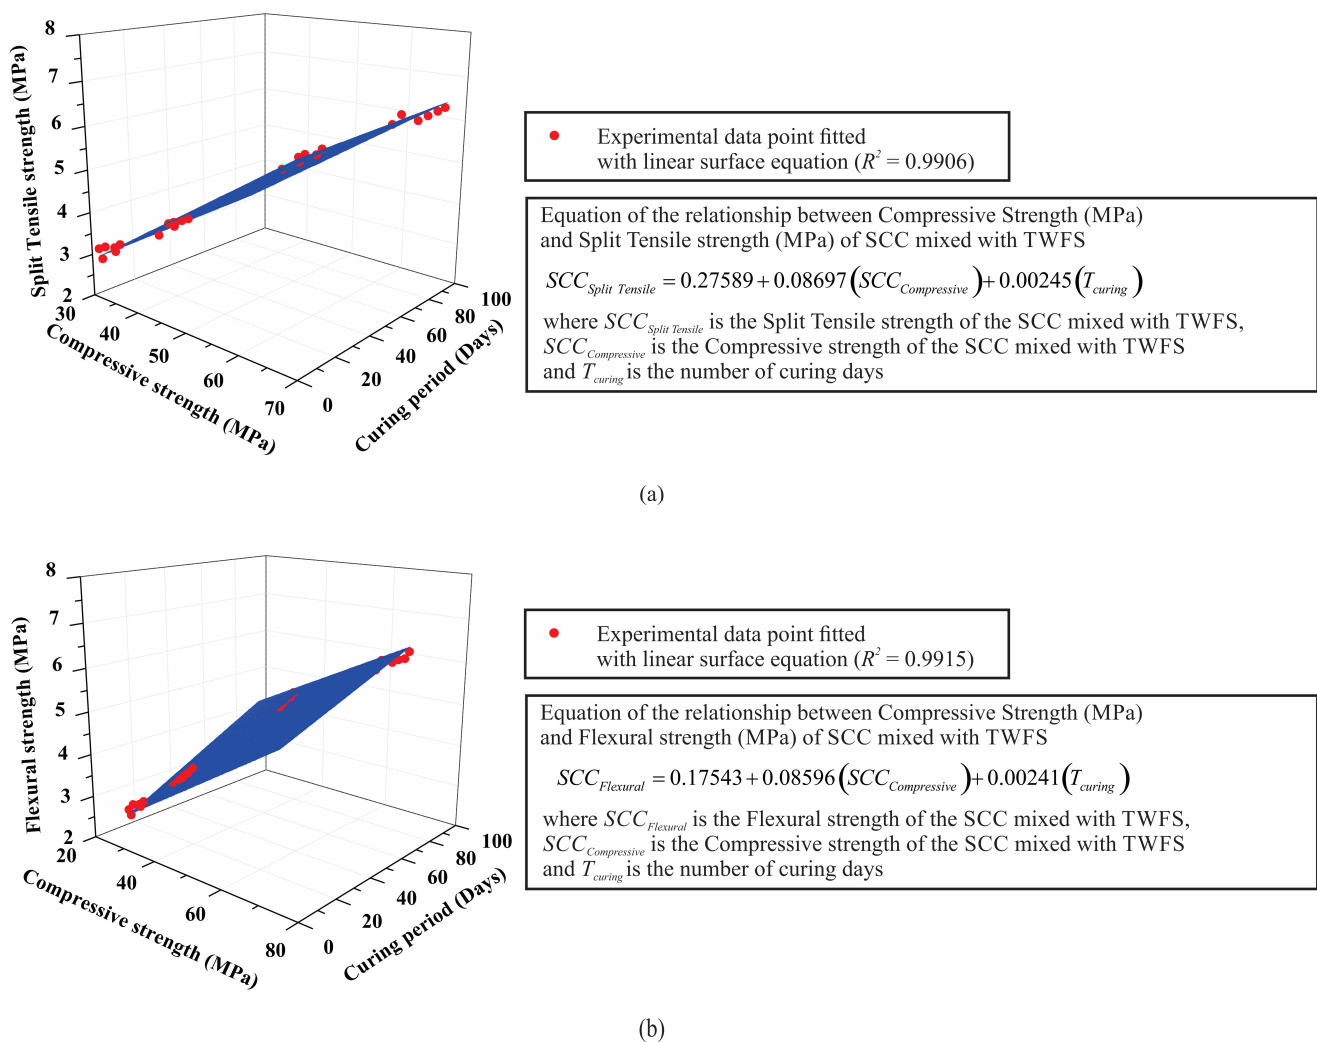 8
7
6
5
4
3
2
Split Tensile strength (MPa)
30
40
50
60
70
Compressive strength (MPa)
0
20
40
60
80
100
Curing period (Days)
Experimental data point fitted
with linear surface equation (R² = 0.9906)
Equation of the relationship between Compressive Strength (MPa)
and Split Tensile strength (MPa) of SCC mixed with TWFS
SCC_Split Tensile = 0.27589 + 0.08697 (SCC_Compressive) + 0.00245 (T_curing)
where SCC_Split Tensile is the Split Tensile strength of the SCC mixed with TWFS,
SCC_Compressive is the Compressive strength of the SCC mixed with TWFS
and T_curing is the number of curing days
(a)
8
7
6
5
4
3
2
Flexural strength (MPa)
20
40
60
80
Compressive strength (MPa)
0
20
40
60
80
100
Curing period (Days)
Experimental data point fitted
with linear surface equation (R² = 0.9915)
Equation of the relationship between Compressive Strength (MPa)
and Flexural strength (MPa) of SCC mixed with TWFS
SCC_Flexural = 0.17543 + 0.08596 (SCC_Compressive) + 0.00241 (T_curing)
where SCC_Flexural is the Flexural strength of the SCC mixed with TWFS,
SCC_Compressive is the Compressive strength of the SCC mixed with TWFS
and T_curing is the number of curing days
(b)